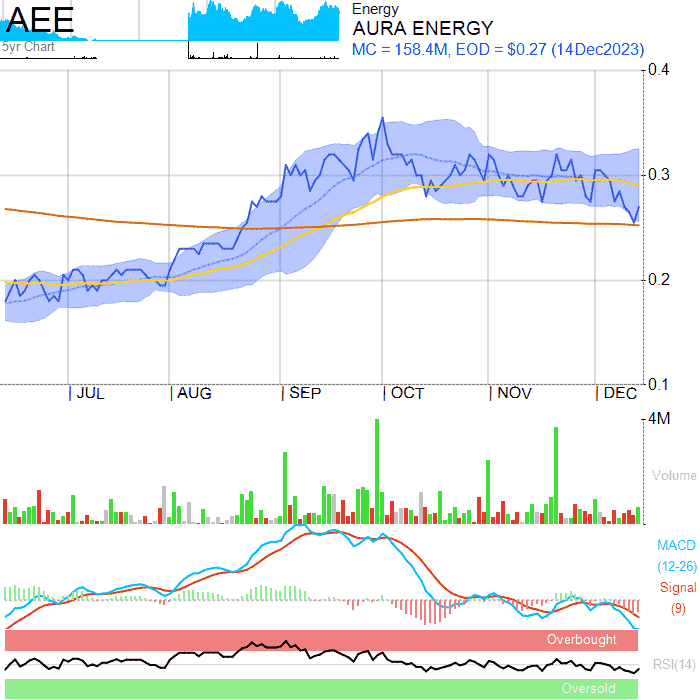 AEE
Energy
AURA ENERGY
MC = 158.4M, EOD = $0.27 (14Dec2023)
5yr Chart
0.4
0.3
0.2
0.1
JUL
AUG
SEP
OCT
NOV
DEC
4M
Volume
MACD
(12-26)
Signal
(9)
Overbought
RSI(14)
Oversold